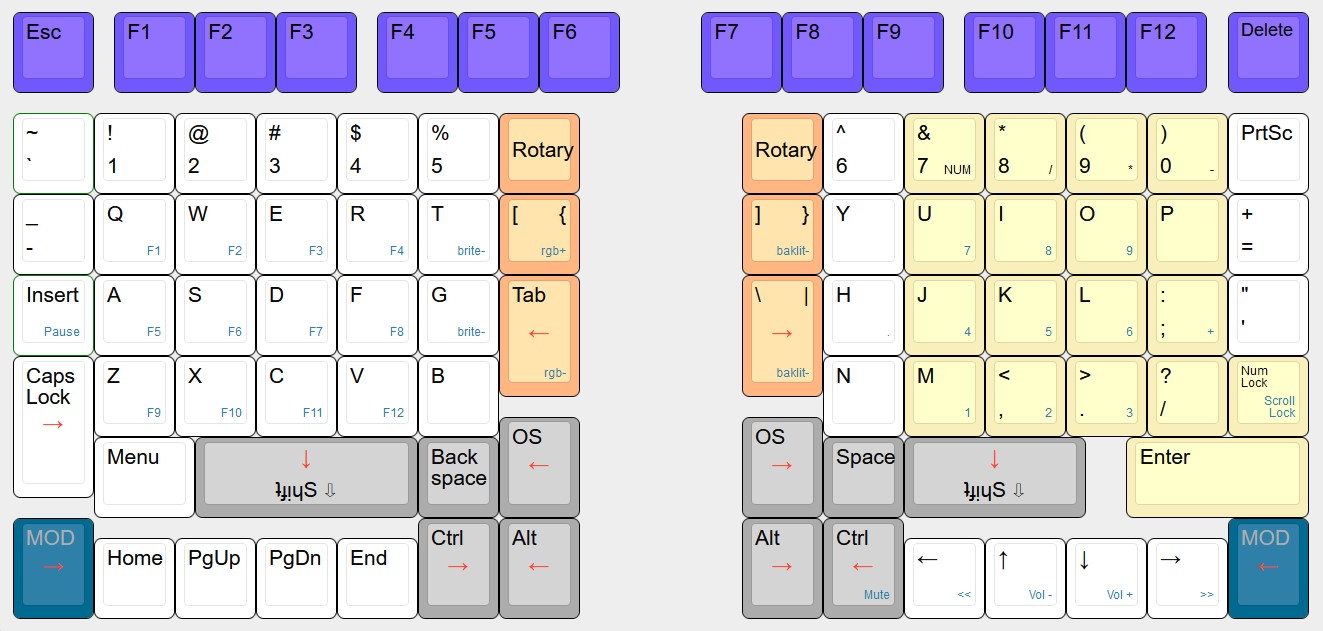 Esc F1 F2 F3 F4 F5 F6 F7 F8 F9 F10 F11 F12 Delete
~ ! @ # $ % ^ & * ( ) PrtSc
Rotary Rotary
` 1 2 3 4 5 6 7 NUM 8 / 9 * 0 -
_ Q W E R T [ { ] } Y U I O P +
- F1 F2 F3 F4 brite- rgb+ baklit- 7 8 9 =
Insert A S D F G Tab \ | H J K L : "
Pause F5 F6 F7 F8 brite- ← → . 4 5 6 ; + '
rgb- baklit-
Caps Z X C V B N M < > ? Num
Lock Lock
→ F9 F10 F11 F12 1 , 2 . 3 / Scroll
Lock
Menu ↓ Back OS OS Space ↓ Enter
space ← →
Shift ⇩ Shift ⇩
MOD Home PgUp PgDn End Ctrl Alt Alt Ctrl ← ↑ ↓ → MOD
→ → ← → ← ←
Mute << Vol - Vol + >>